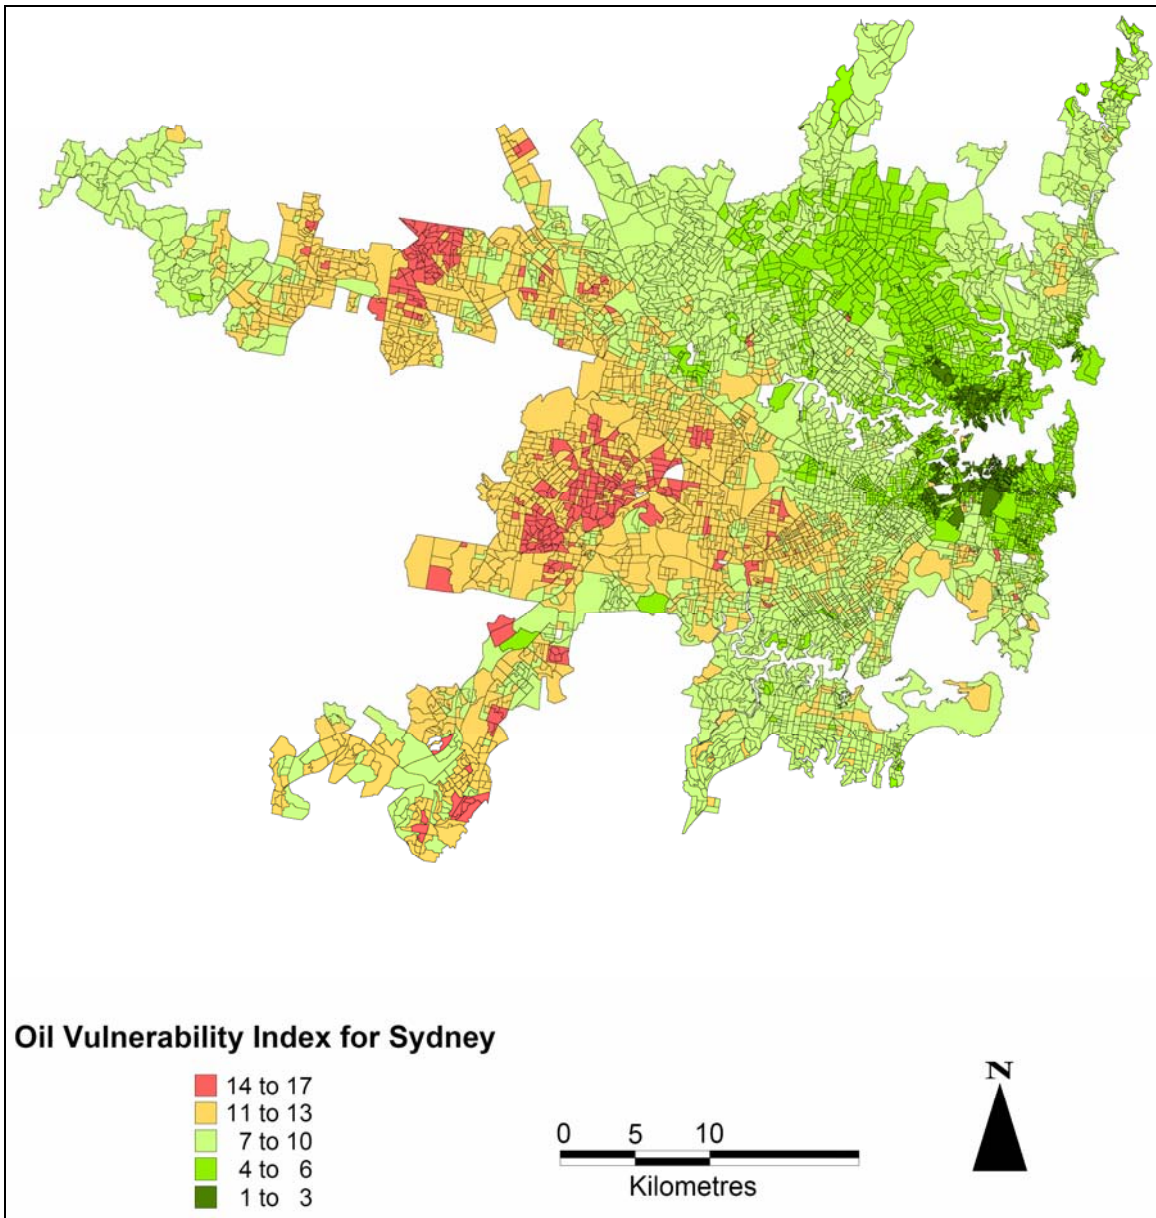 Oil Vulnerability Index for Sydney
14 to 17
11 to 13
7 to 10
4 to 6
1 to 3
0 5 10
Kilometres
N